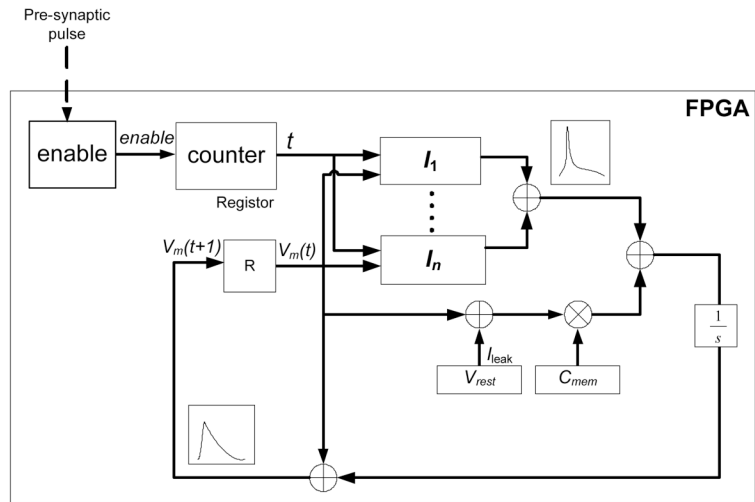 Pre-synaptic
pulse
FPGA
enable
enable
counter
t
Registor
I1
In
Vm(t+1)
R
Vm(t)
1
s
Ileak
Vrest
Cmem